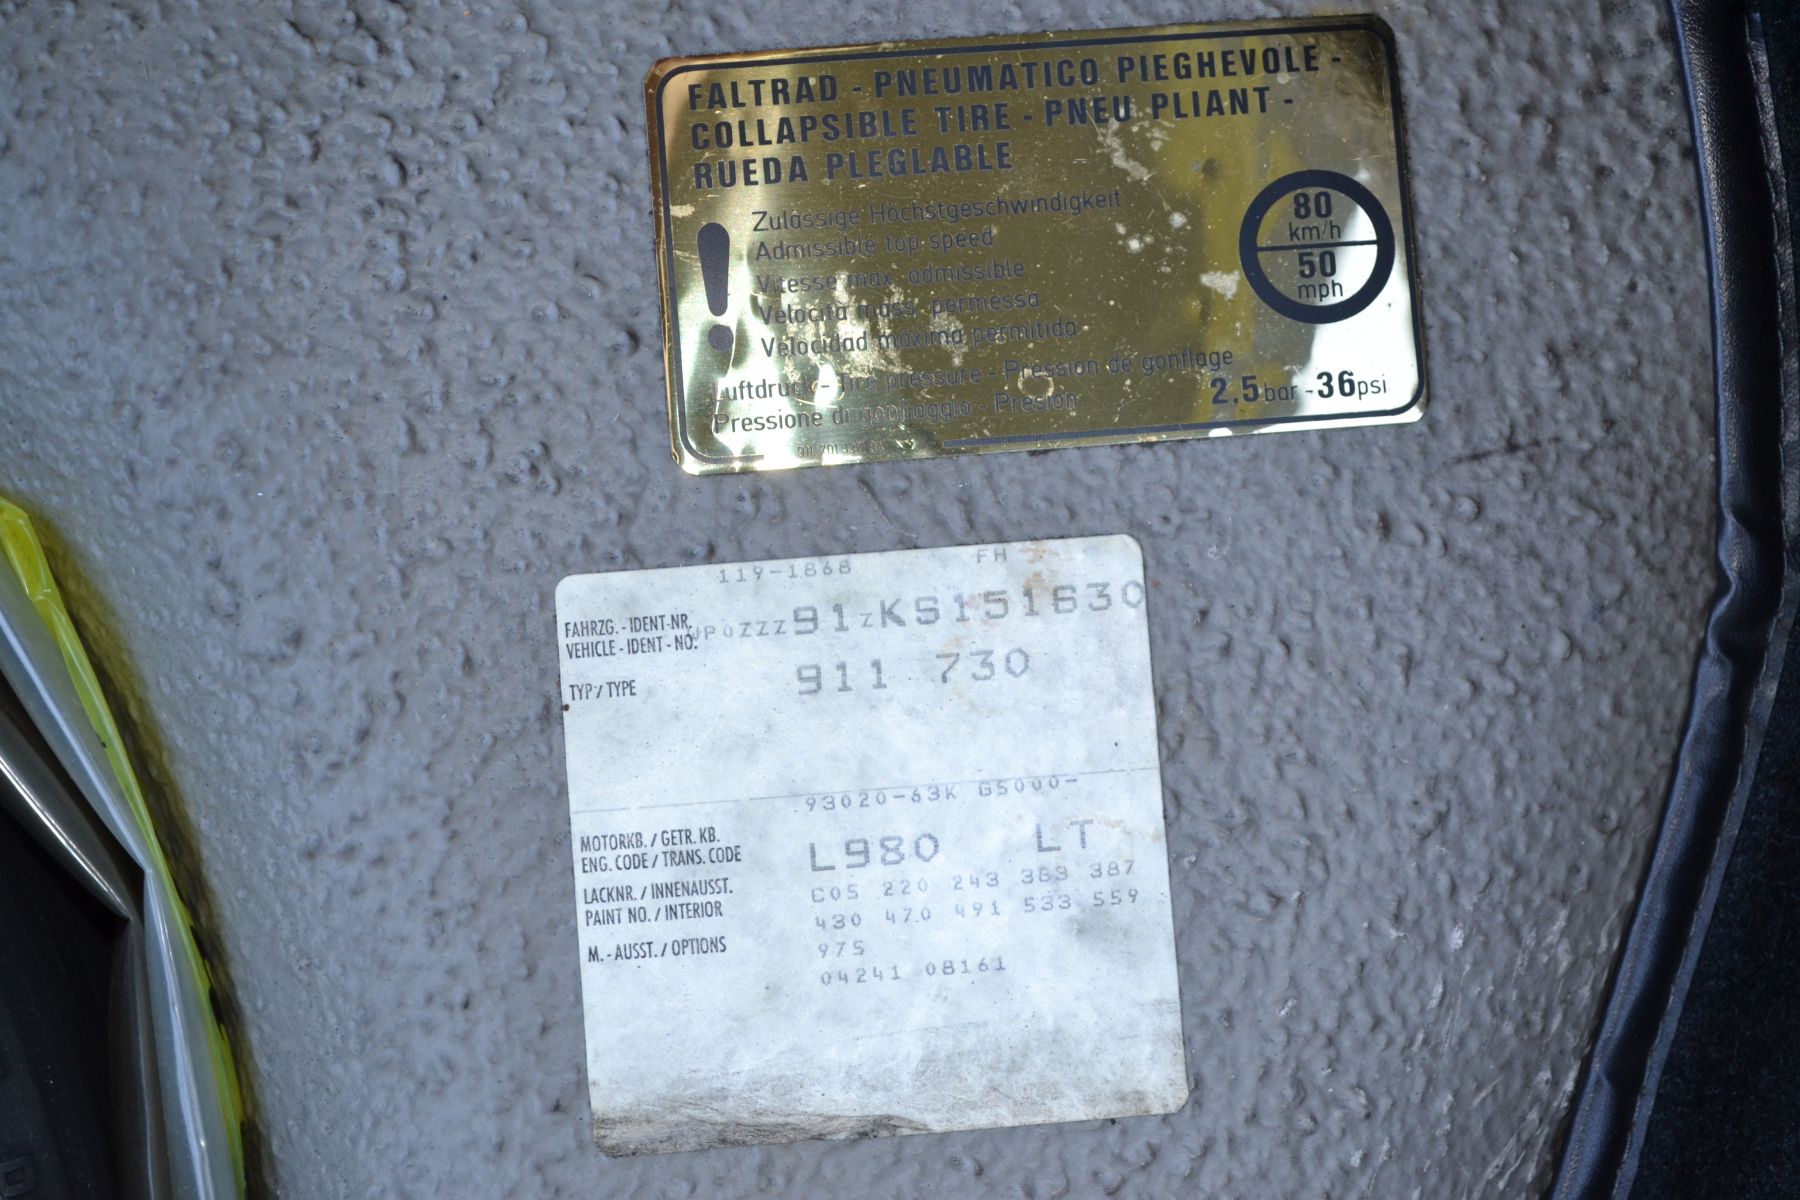 FALTRAD - PNEUMATICO PIEGHEVOLE -
COLLAPSIBLE TIRE - PNEU PLIANT -
RUEDA PLEGLABLE
! Zulässige Höchstgeschwindigkeit
Admissible top speed
Vitesse max. admissible
Velocità mass. permessa
Velocidad máxima permitida
80
km/h
50
mph
Luftdruck - Tire pressure - Pression de gonflage
Pressione di gonfiaggio - Presión
2,5 bar - 36 psi
119-1868 FH
FAHRZG. - IDENT-NR.
VEHICLE - IDENT - NO.
WP0ZZZ91ZKS151630
TYP / TYPE
911 730
93020-63K G5000-
MOTORKB. / GETR. KB.
ENG. CODE / TRANS. CODE
L980 LT
LACKNR. / INNENAUSST.
PAINT NO. / INTERIOR
M. - AUSST. / OPTIONS
C05 220 243 383 387
430 470 491 533 559
975
04241 08161